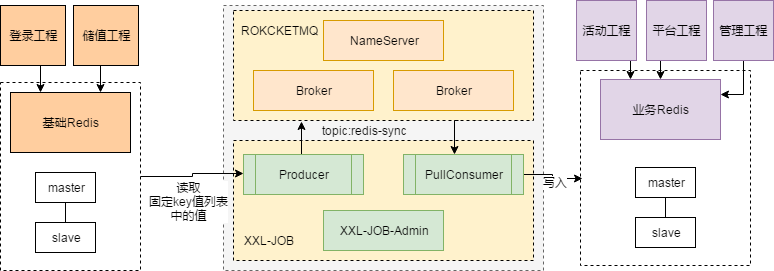 登录工程
储值工程
基础Redis
master
slave
读取
固定key值列表
中的值
ROKCKETMQ
NameServer
Broker
Broker
topic:redis-sync
Producer
PullConsumer
XXL-JOB-Admin
XXL-JOB
写入
活动工程
平台工程
管理工程
业务Redis
master
slave